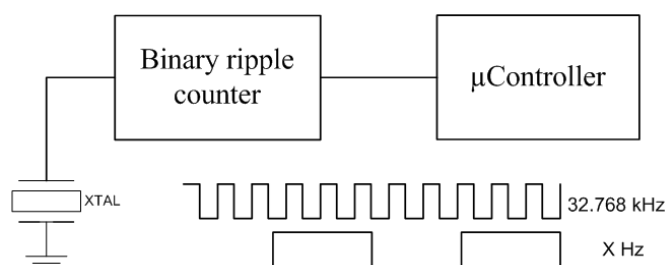 Binary ripple
counter
µController
XTAL
32.768 kHz
X Hz